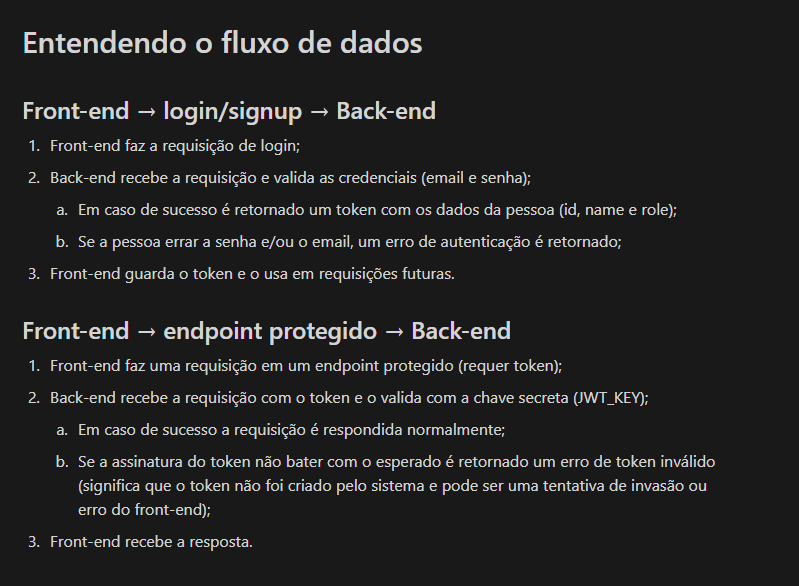 Entendendo o fluxo de dados
Front-end → login/signup → Back-end
1. Front-end faz a requisição de login;
2. Back-end recebe a requisição e valida as credenciais (email e senha);
a. Em caso de sucesso é retornado um token com os dados da pessoa (id, name e role);
b. Se a pessoa errar a senha e/ou o email, um erro de autenticação é retornado;
3. Front-end guarda o token e o usa em requisições futuras.
Front-end → endpoint protegido → Back-end
1. Front-end faz uma requisição em um endpoint protegido (requer token);
2. Back-end recebe a requisição com o token e o valida com a chave secreta (JWT_KEY);
a. Em caso de sucesso a requisição é respondida normalmente;
b. Se a assinatura do token não bater com o esperado é retornado um erro de token inválido
(significa que o token não foi criado pelo sistema e pode ser uma tentativa de invasão ou
erro do front-end);
3. Front-end recebe a resposta.